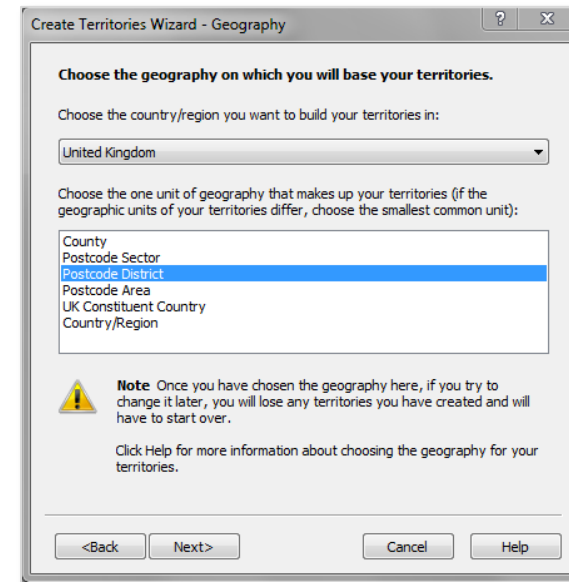 Create Territories Wizard - Geography
Choose the geography on which you will base your territories.
Choose the country/region you want to build your territories in:
United Kingdom
Choose the one unit of geography that makes up your territories (if the
geographic units of your territories differ, choose the smallest common unit):
County
Postcode Sector
Postcode District
Postcode Area
UK Constituent Country
Country/Region
Note Once you have chosen the geography here, if you try to
change it later, you will lose any territories you have created and will
have to start over.
Click Help for more information about choosing the geography for your
territories.
<Back Next> Cancel Help